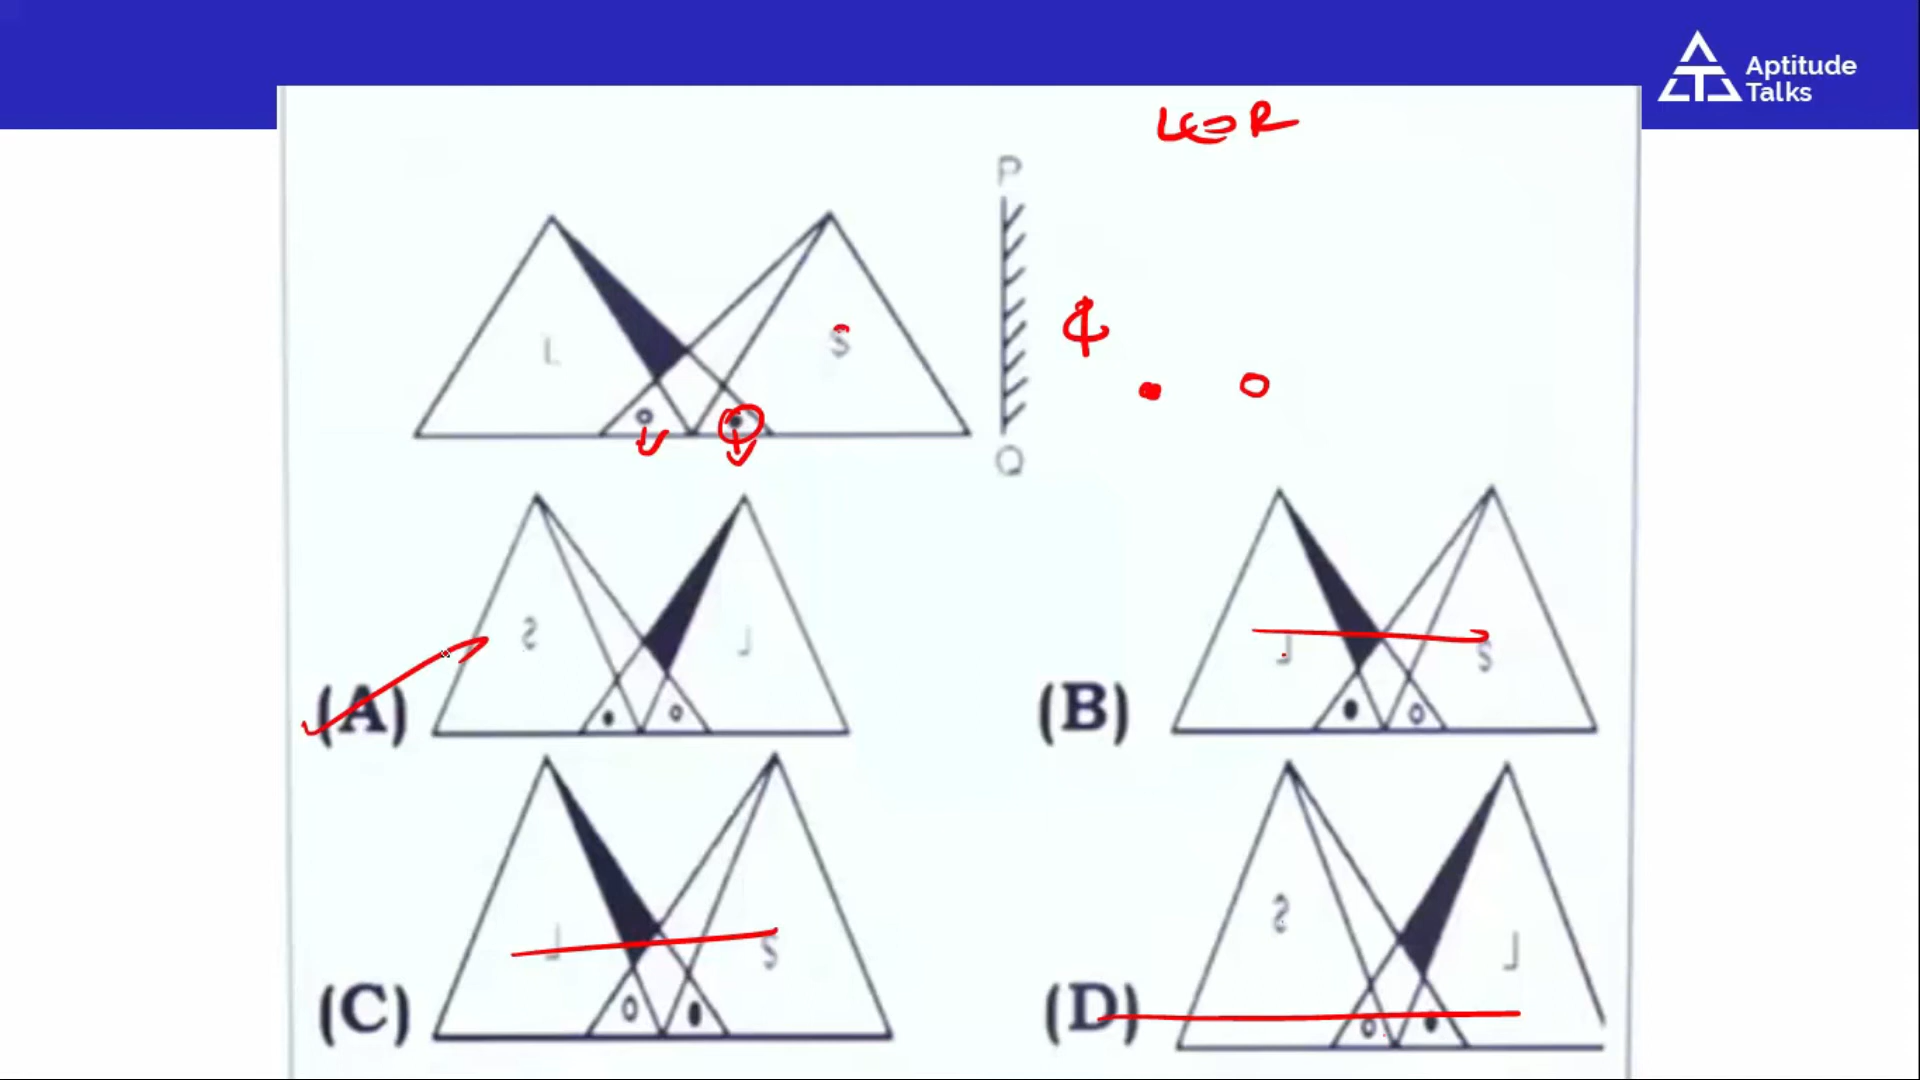 Aptitude
Talks
L⇔R
P
L
S
Q
(A)
(B)
(C)
(D)